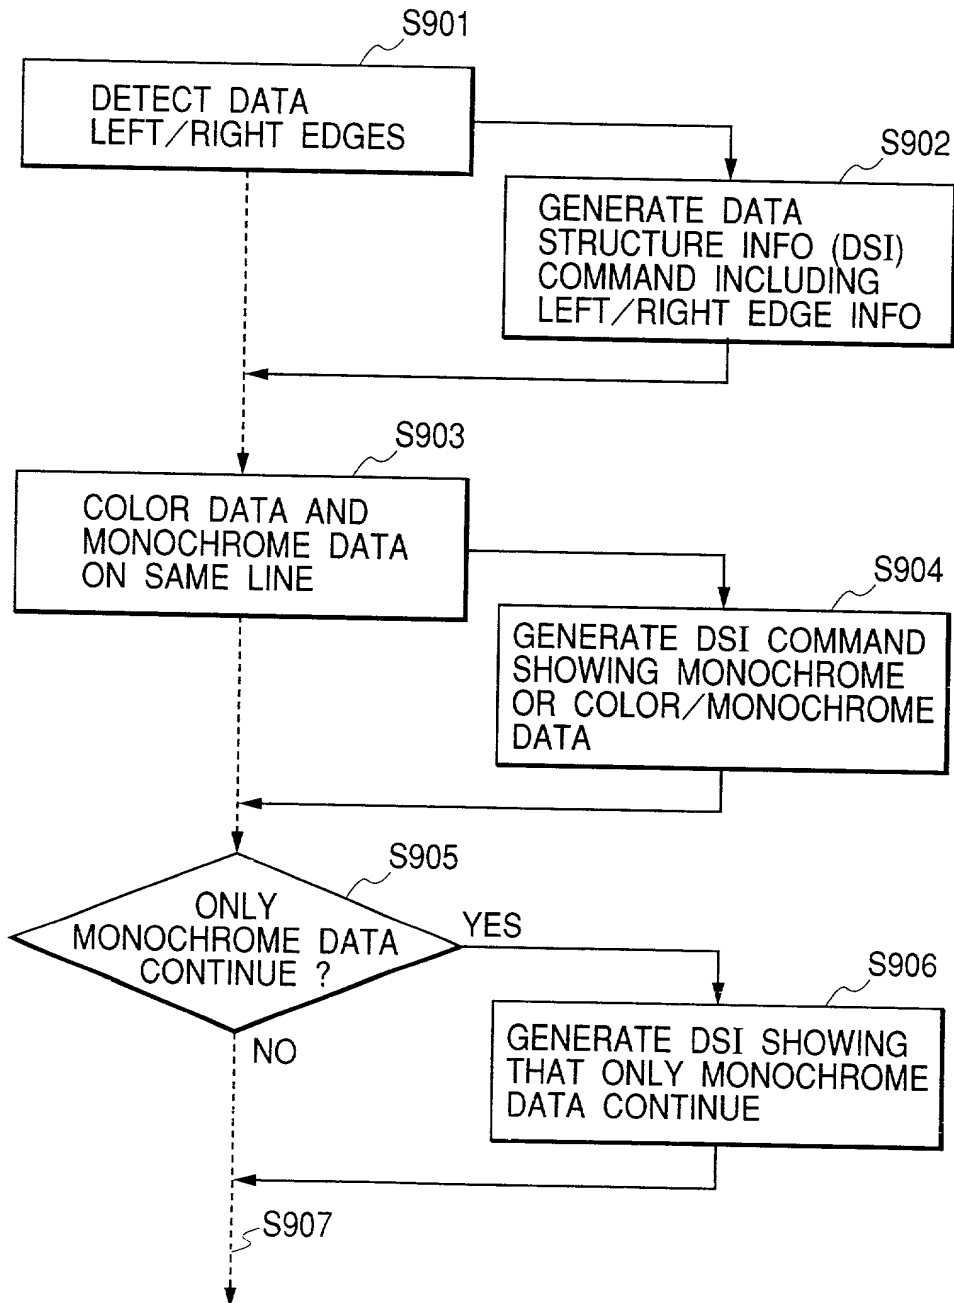 S901
DETECT DATA
LEFT/RIGHT EDGES
S902
GENERATE DATA
STRUCTURE INFO (DSI)
COMMAND INCLUDING
LEFT/RIGHT EDGE INFO
S903
COLOR DATA AND
MONOCHROME DATA
ON SAME LINE
S904
GENERATE DSI COMMAND
SHOWING MONOCHROME
OR COLOR/MONOCHROME
DATA
S905
ONLY
MONOCHROME DATA
CONTINUE ?
YES
NO
S906
GENERATE DSI SHOWING
THAT ONLY MONOCHROME
DATA CONTINUE
S907